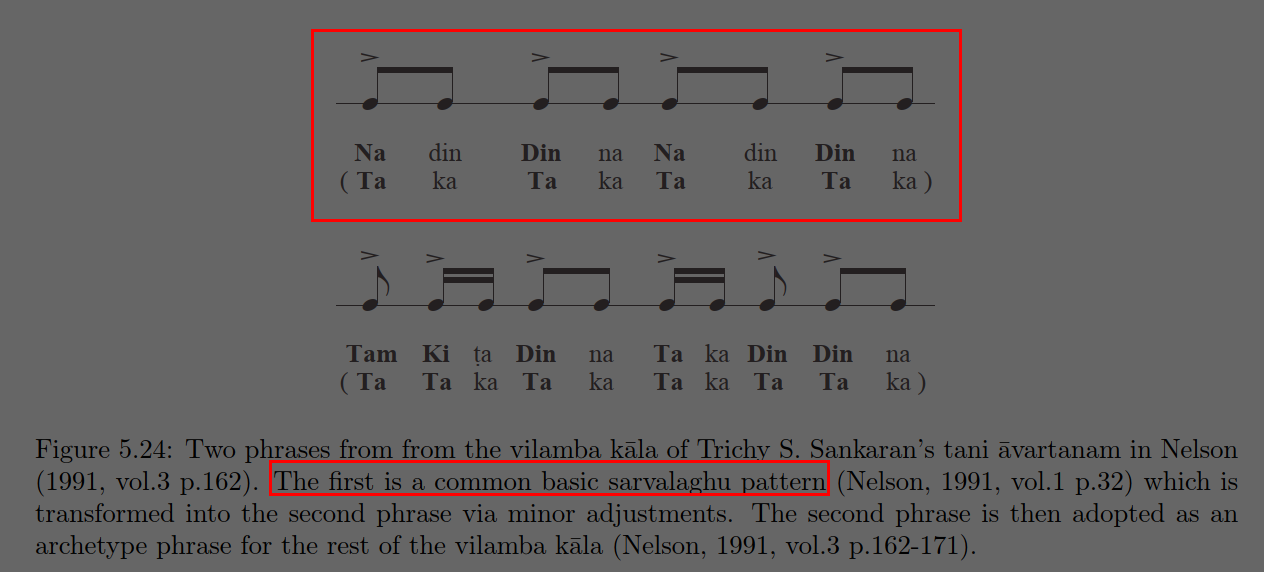 Na din Din na Na din Din na
( Ta ka Ta ka Ta ka Ta ka )
Tam Ki ṭa Din na Ta ka Din Din na
( Ta Ta ka Ta ka Ta ka Ta Ta ka )
Figure 5.24: Two phrases from from the vilamba kāla of Trichy S. Sankaran's tani āvartanam in Nelson
(1991, vol.3 p.162). The first is a common basic sarvalaghu pattern (Nelson, 1991, vol.1 p.32) which is
transformed into the second phrase via minor adjustments. The second phrase is then adopted as an
archetype phrase for the rest of the vilamba kāla (Nelson, 1991, vol.3 p.162-171).